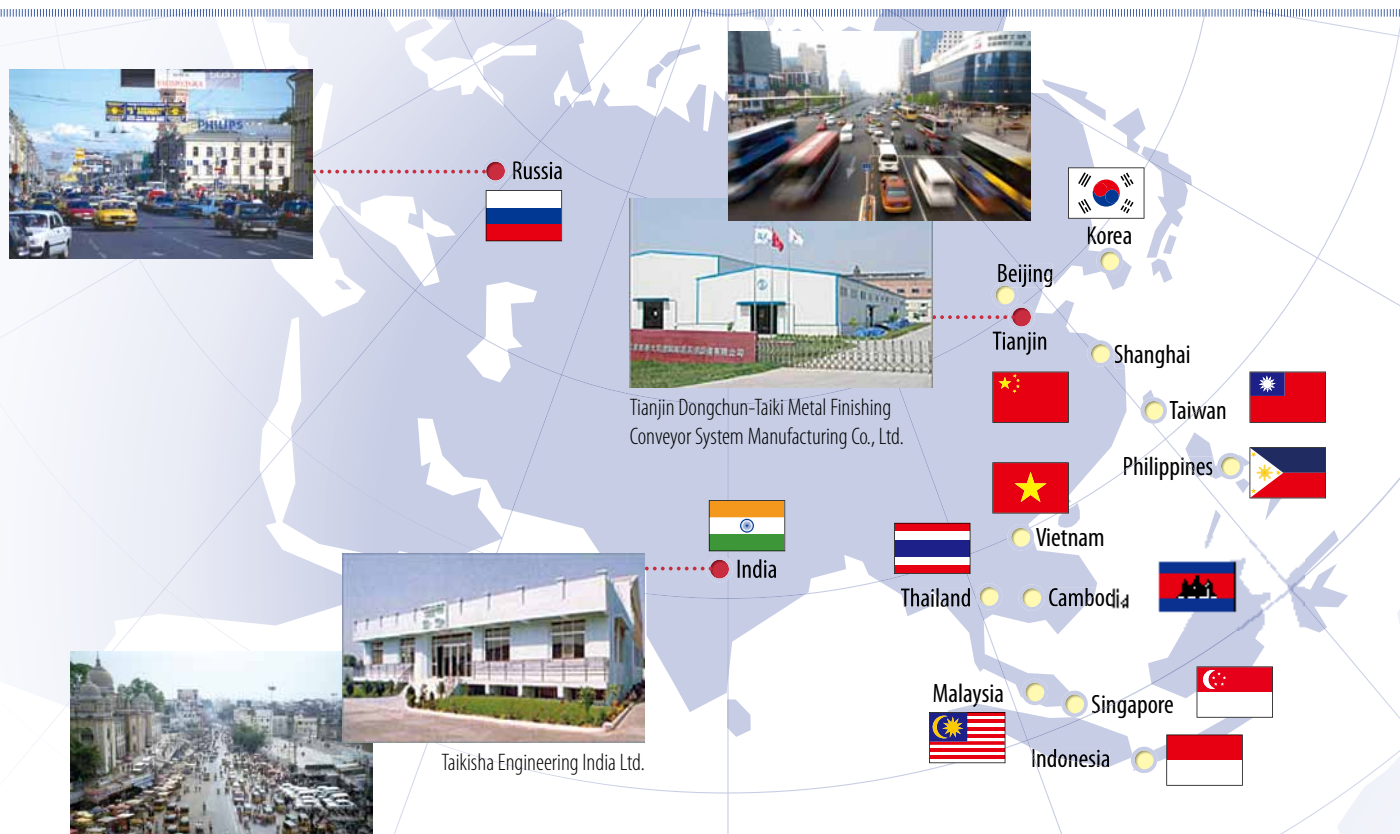 PHILIPS
Russia
Korea
Beijing
Tianjin
Shanghai
Taiwan
Tianjin Dongchun-Taiki Metal Finishing
Conveyor System Manufacturing Co., Ltd.
Philippines
Vietnam
India
Thailand
Cambodia
Malaysia
Singapore
Indonesia
Taikisha Engineering India Ltd.